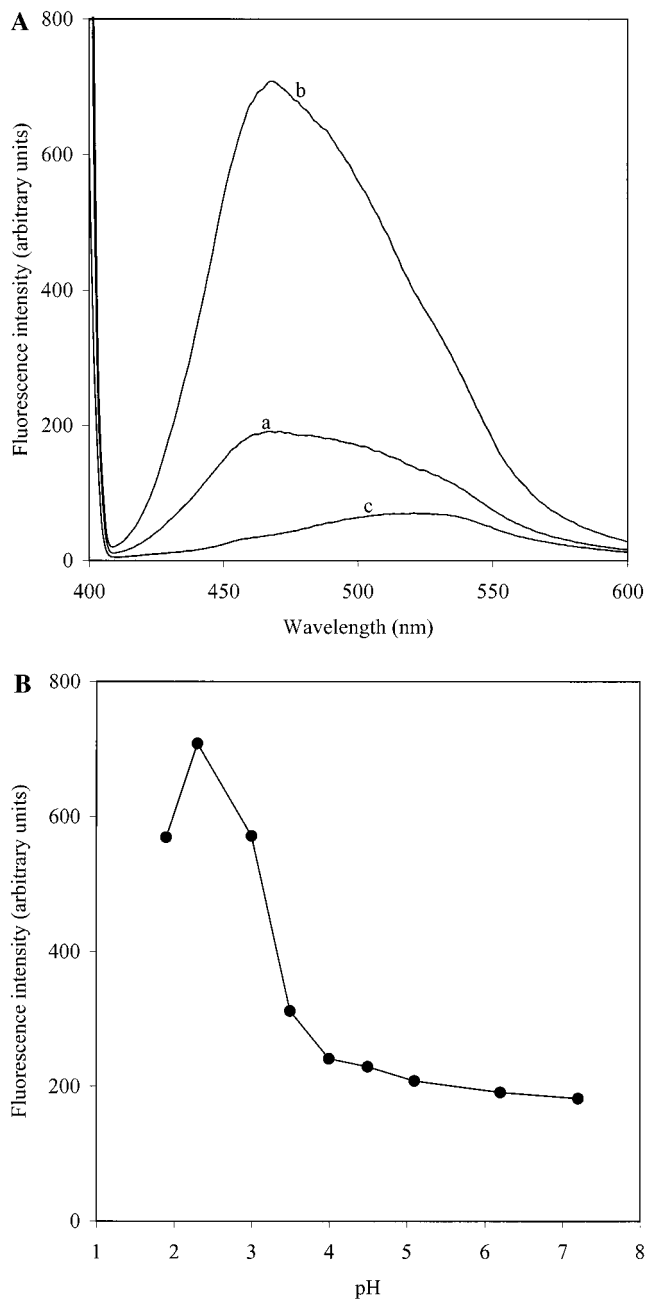 A
800
600
400
200
0
Fluorescence intensity (arbitrary units)
b
a
c
400 450 500 550 600
Wavelength (nm)
B
800
600
400
200
0
Fluorescence intensity (arbitrary units)
1 2 3 4 5 6 7 8
pH